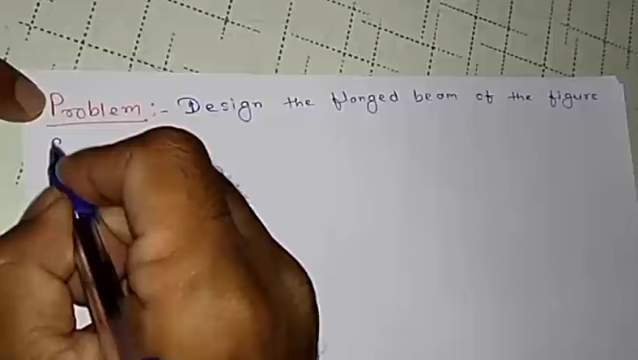 Problem :- Design the flanged beam of the figure